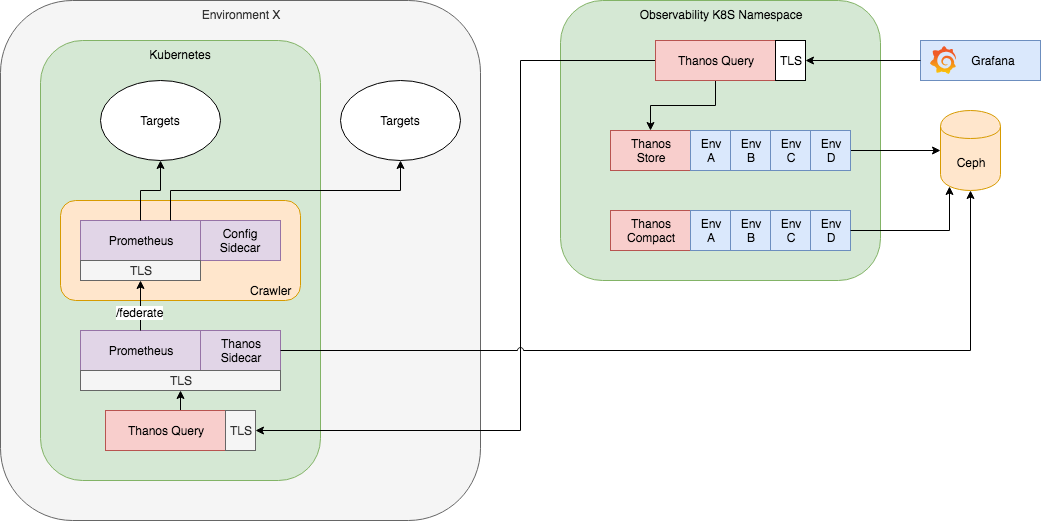 Environment X
Kubernetes
Targets
Targets
Prometheus
Config
Sidecar
TLS
Crawler
/federate
Prometheus
Thanos
Sidecar
TLS
Thanos Query
TLS
Observability K8S Namespace
Thanos Query
TLS
Grafana
Thanos
Store
Env
A
Env
B
Env
C
Env
D
Ceph
Thanos
Compact
Env
A
Env
B
Env
C
Env
D